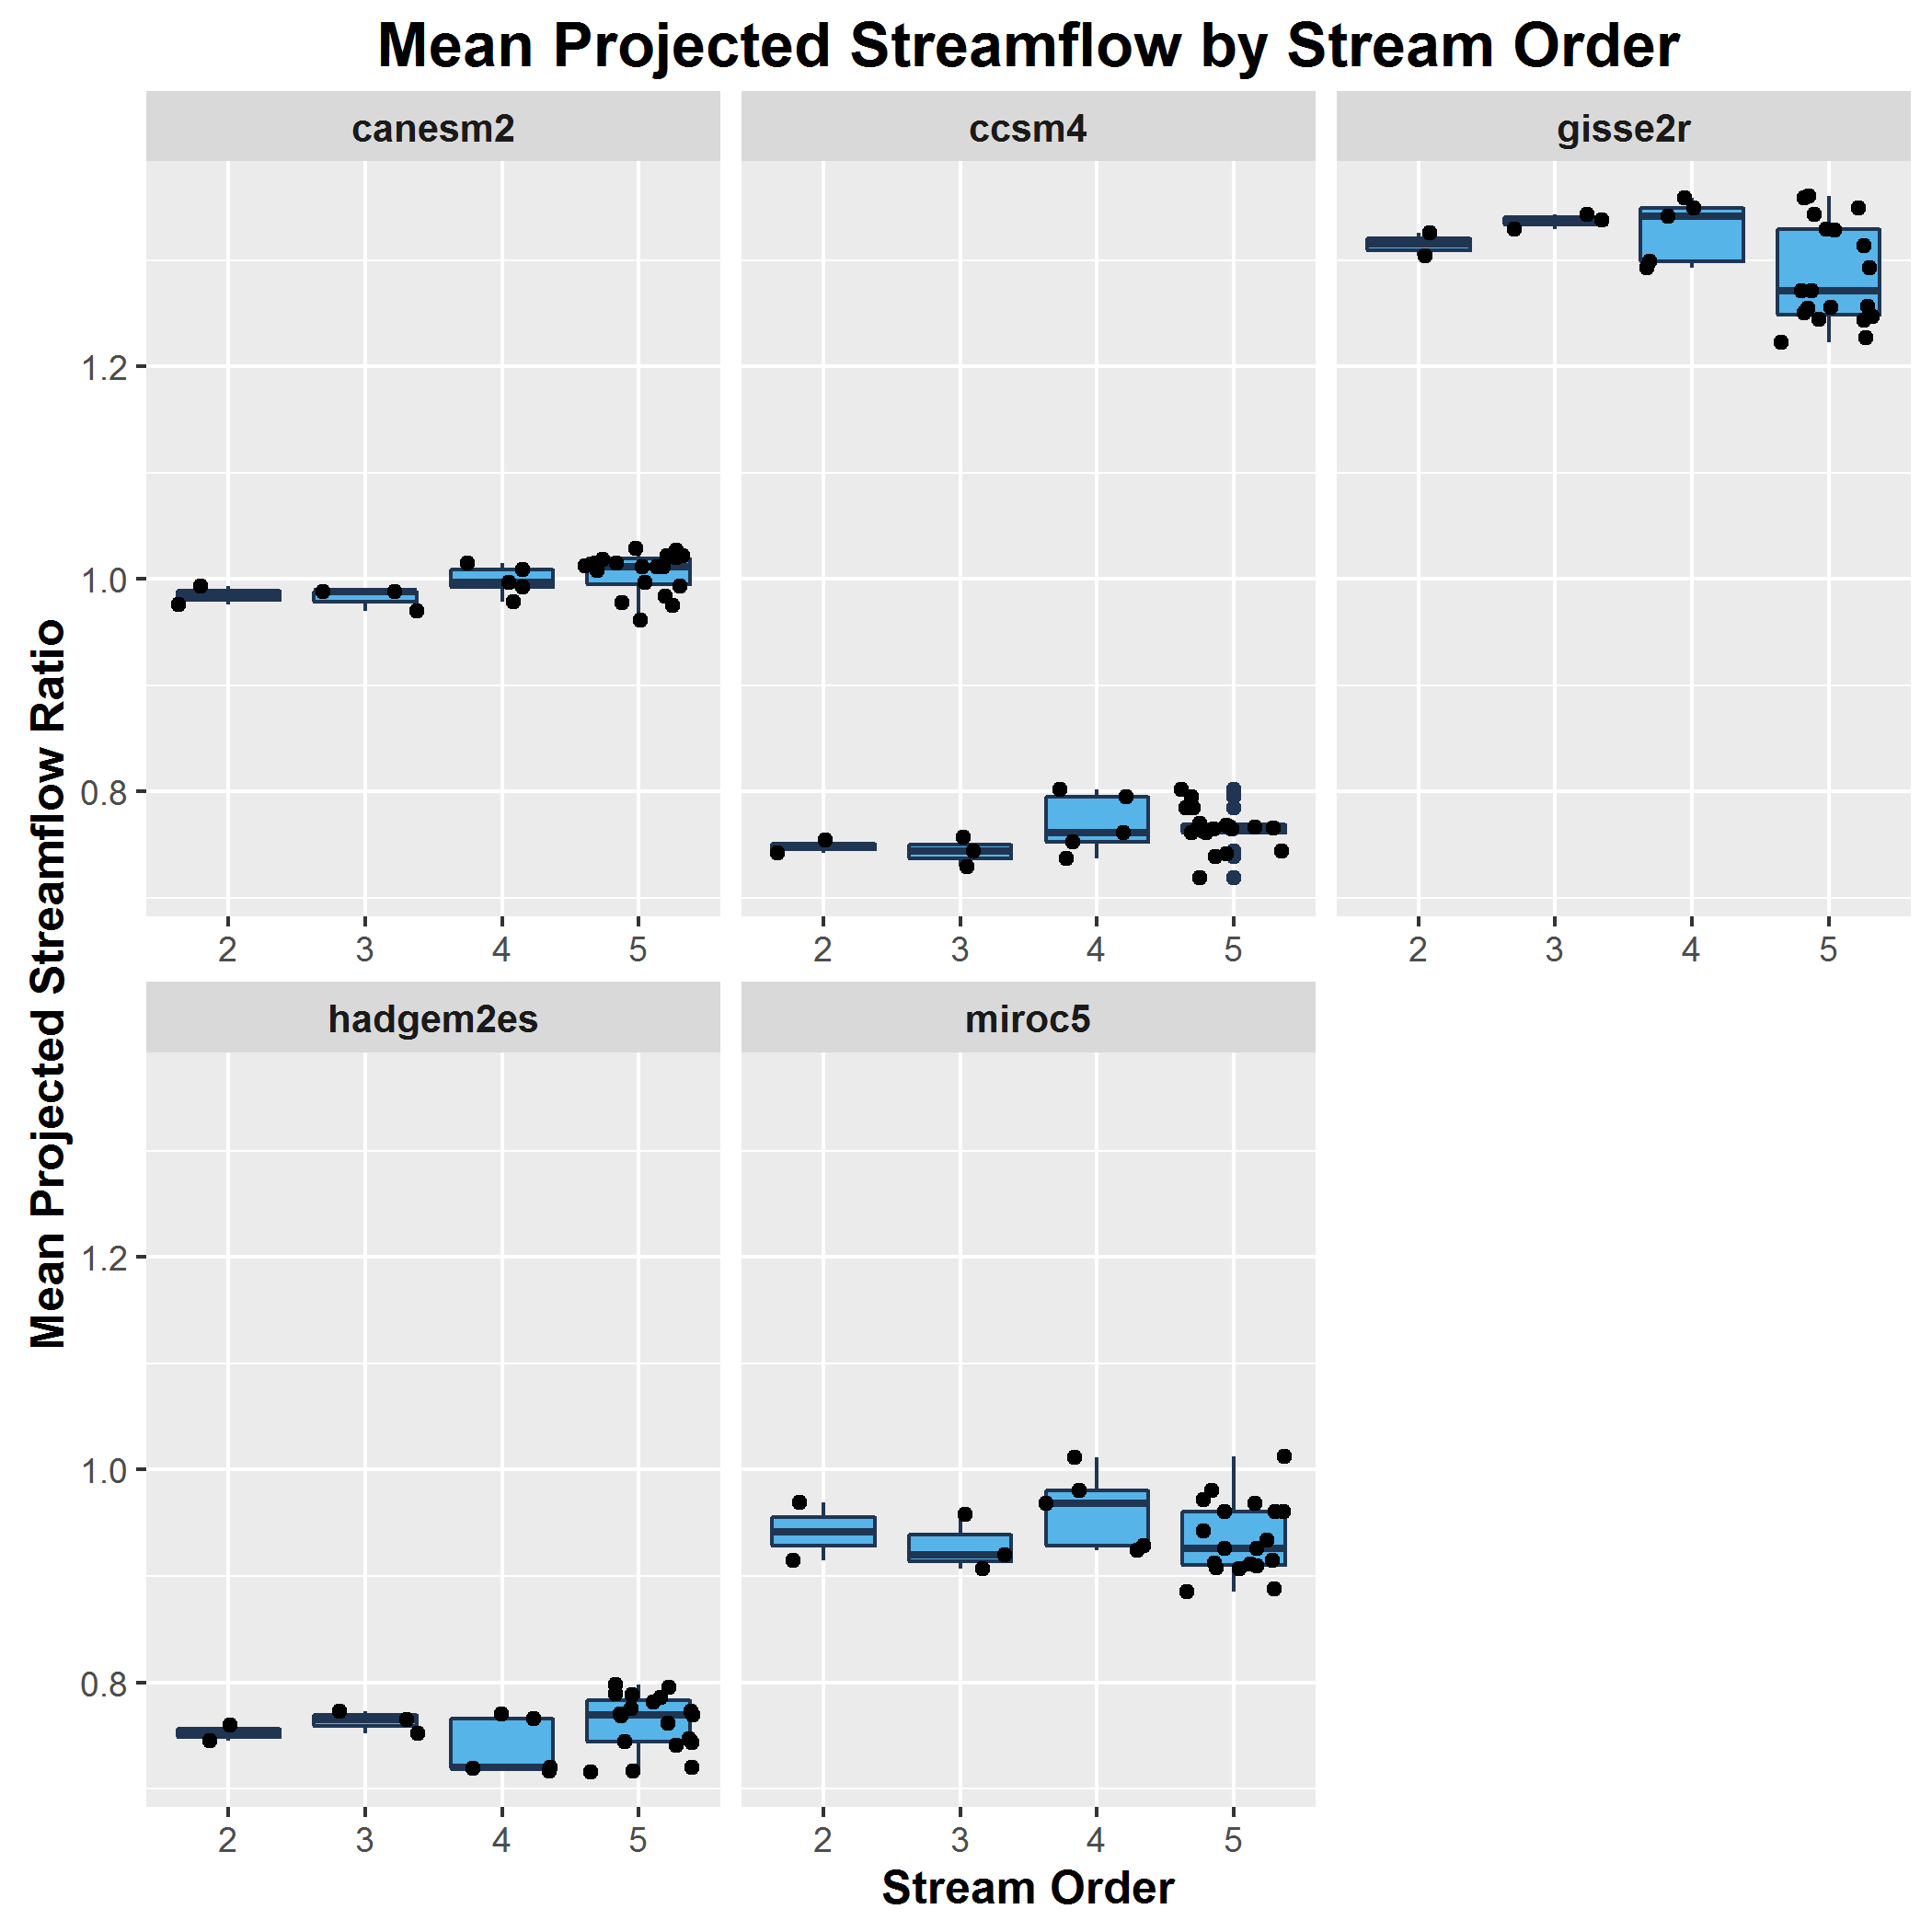 Mean Projected Streamflow by Stream Order
canesm2
ccsm4
gisse2r
1.2
1.0
0.8
2 3 4 5
2 3 4 5
2 3 4 5
Mean Projected Streamflow Ratio
hadgem2es
miroc5
1.2
1.0
0.8
2 3 4 5
2 3 4 5
Stream Order